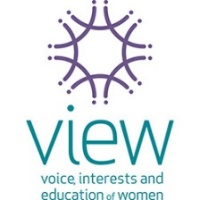 view
voice, interests and
education of women